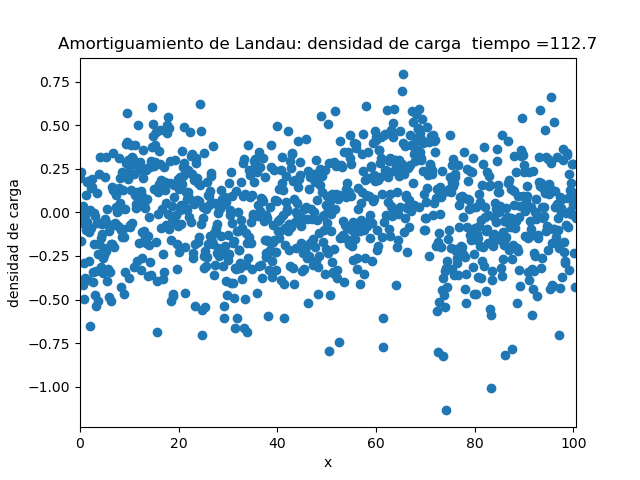 Amortiguamiento de Landau: densidad de carga  tiempo =112.7
densidad de carga
0.75
0.50
0.25
0.00
−0.25
−0.50
−0.75
−1.00
0 20 40 60 80 100
x